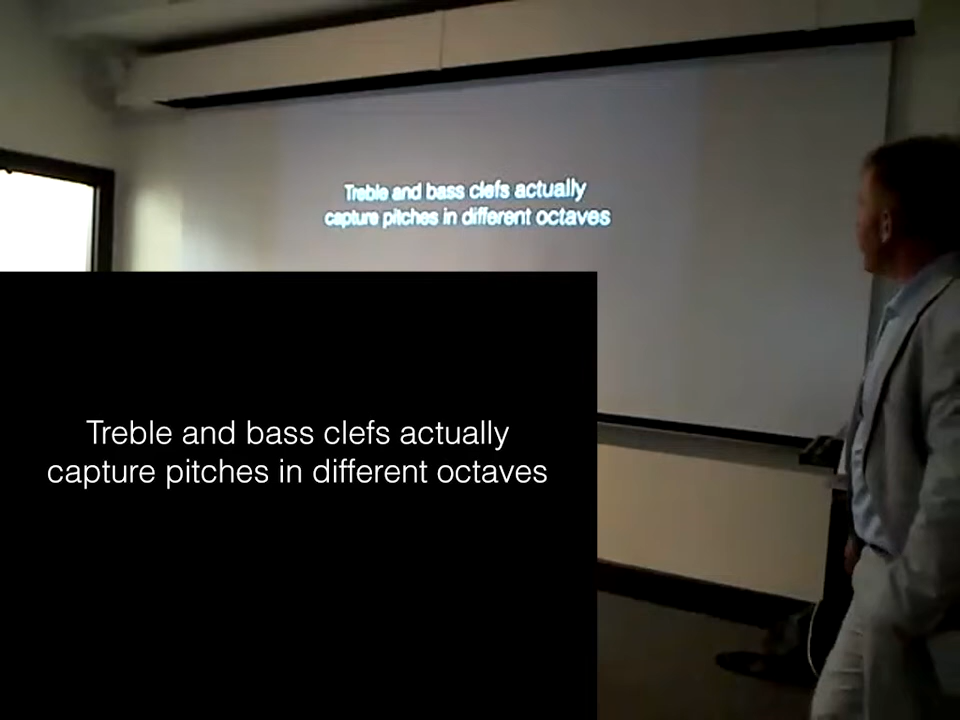 Treble and bass clefs actually
capture pitches in different octaves
Treble and bass clefs actually
capture pitches in different octaves